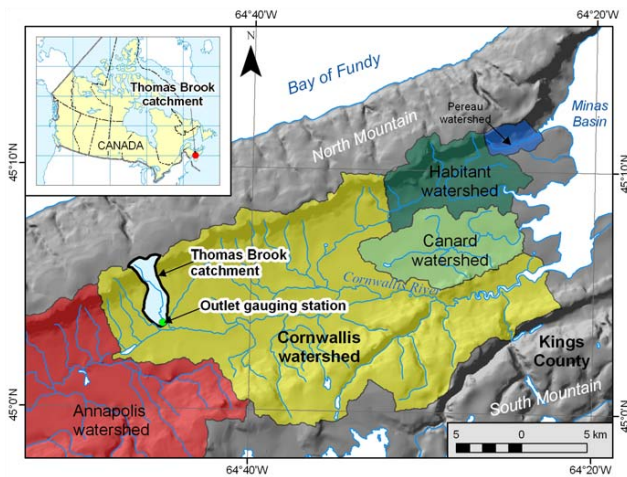 64°40'W
64°20'W
Thomas Brook
catchment
CANADA
N
Bay of Fundy
Minas
Basin
Pereau
watershed
North Mountain
45°10'N
45°10'N
Habitant
watershed
Canard
watershed
Thomas Brook
catchment
Cornwallis River
Outlet gauging station
Cornwallis
watershed
Kings
County
South Mountain
Annapolis
watershed
45°0'N
45°0'N
5 0 5 km
64°40'W
64°20'W